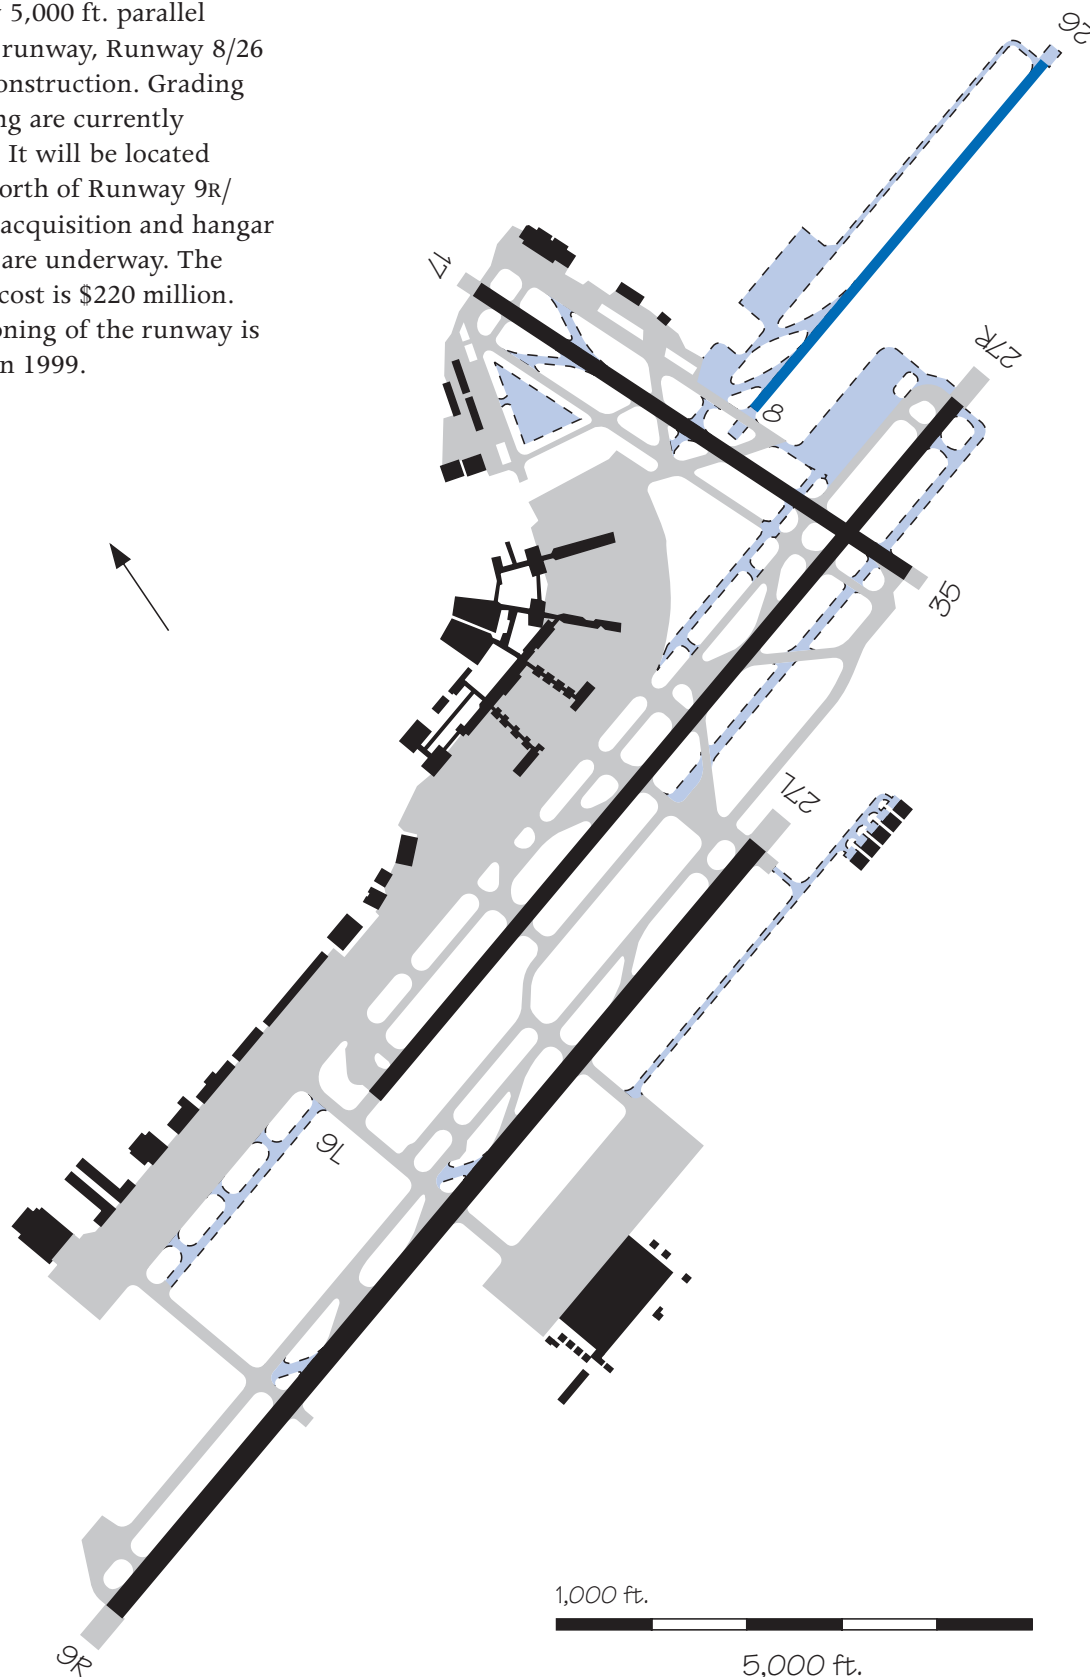 5,000 ft. parallel
runway, Runway 8/26
onstruction. Grading
ng are currently
It will be located
orth of Runway 9R/
acquisition and hangar
are underway. The
cost is $220 million.
oning of the runway is
n 1999.
26
17
27R
8
35
27L
9L
9R
1,000 ft.
5,000 ft.